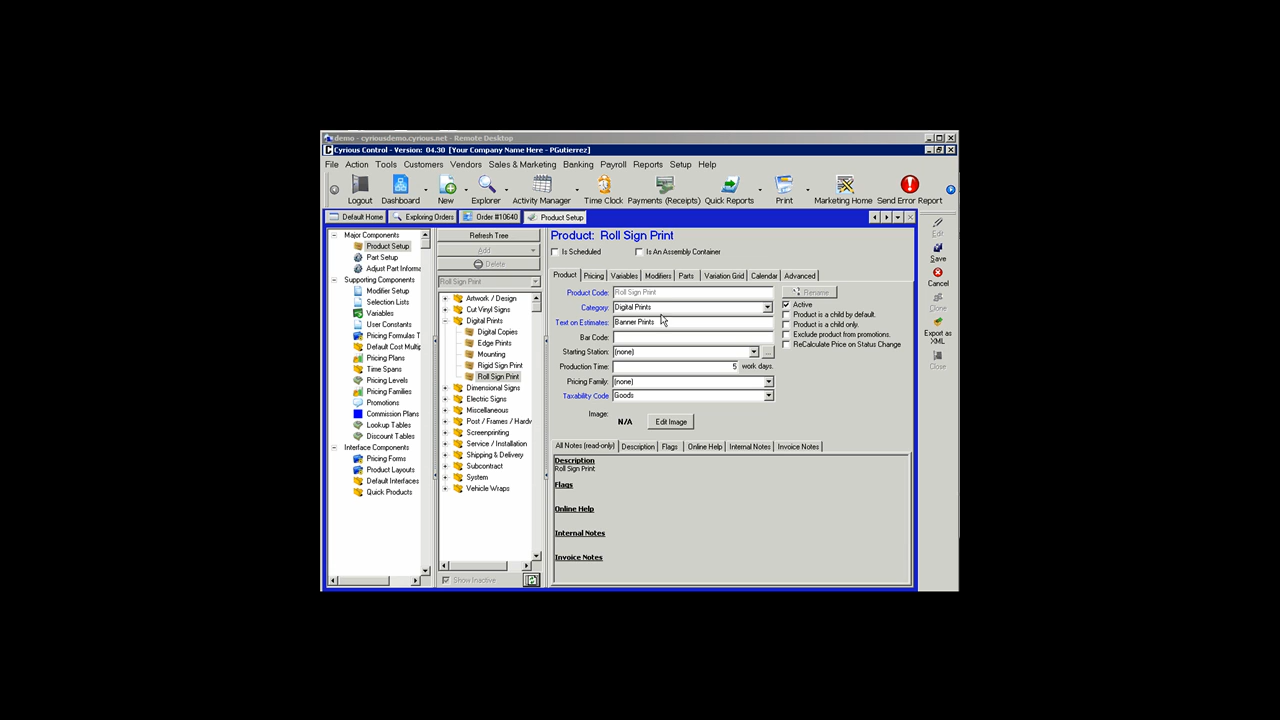 demo - cyriousdemo.cyrious.net - Remote Desktop
Cyrious Control - Version: 04.30 [Your Company Name Here - PGutierrez]
File Action Tools Customers Vendors Sales & Marketing Banking Payroll Reports Setup Help
Logout Dashboard New Explorer Activity Manager Time Clock Payments (Receipts) Quick Reports Print Marketing Home Send Error Report
Default Home Exploring Orders Order #10640 Product Setup
Major Components
Product Setup
Part Setup
Adjust Part Informa
Supporting Components
Modifier Setup
Selection Lists
Variables
User Constants
Pricing Formulas T
Default Cost Multip
Pricing Plans
Time Spans
Pricing Levels
Pricing Families
Promotions
Commission Plans
Lookup Tables
Discount Tables
Interface Components
Pricing Forms
Product Layouts
Default Interfaces
Quick Products
Refresh Tree
Add
Delete
Roll Sign Print
Artwork / Design
Cut Vinyl Signs
Digital Prints
Digital Copies
Edge Prints
Mounting
Rigid Sign Print
Roll Sign Print
Dimensional Signs
Electric Signs
Miscellaneous
Post / Frames / Hardw
Screenprinting
Service / Installation
Shipping & Delivery
Subcontract
System
Vehicle Wraps
Show Inactive
Product: Roll Sign Print
Is Scheduled Is An Assembly Container
Product Pricing Variables Modifiers Parts Variation Grid Calendar Advanced
Product Code: Roll Sign Print Rename
Category: Digital Prints
Text on Estimates: Banner Prints
Bar Code:
Starting Station: (none) ...
Production Time: 5 work days.
Pricing Family: (none)
Taxability Code Goods
Image: N/A Edit Image
Active
Product is a child by default.
Product is a child only.
Exclude product from promotions.
ReCalculate Price on Status Change
All Notes (read-only) Description Flags Online Help Internal Notes Invoice Notes
Description
Roll Sign Print
Flags
Online Help
Internal Notes
Invoice Notes
Edit
Save
Cancel
Clone
Export as
XML
Close